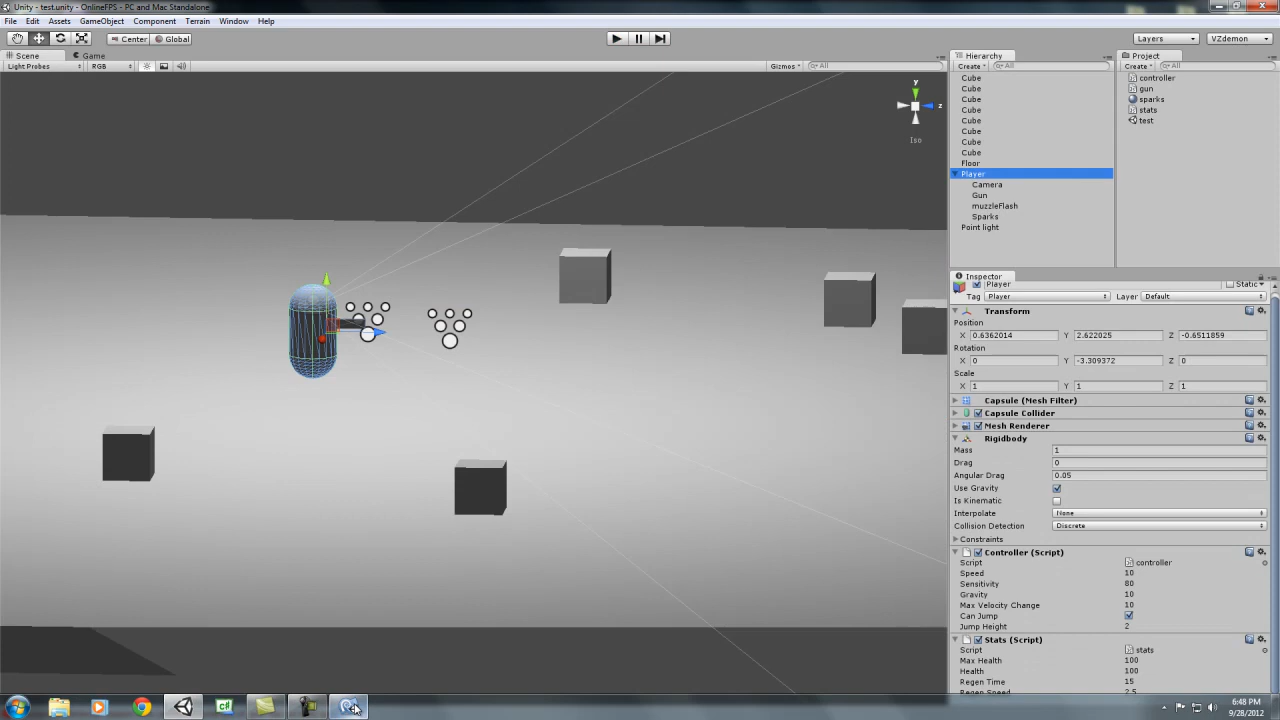 Unity - test.unity - OnlineFPS - PC and Mac Standalone
File Edit Assets GameObject Component Terrain Window Help
Center Global Layers VZdemon
Scene Game Hierarchy Project
Light Probes RGB Gizmos All Create All Create All
Cube controller
Cube gun
Cube sparks
Cube stats
Cube test
Cube
Cube
Cube
Floor
Player
Camera
Gun
muzzleFlash
Sparks
Point light
y
z
Iso
Inspector
Player Static
Tag Player Layer Default
Transform
Position
X 0.6362014 Y 2.622025 Z -0.6511859
Rotation
X 0 Y -3.309372 Z 0
Scale
X 1 Y 1 Z 1
Capsule (Mesh Filter)
Capsule Collider
Mesh Renderer
Rigidbody
Mass 1
Drag 0
Angular Drag 0.05
Use Gravity
Is Kinematic
Interpolate None
Collision Detection Discrete
Constraints
Controller (Script)
Script controller
Speed 10
Sensitivity 80
Gravity 10
Max Velocity Change 10
Can Jump
Jump Height 2
Stats (Script)
Script stats
Max Health 100
Health 100
Regen Time 15
Regen Speed 2.5
C#
6:48 PM
9/28/2012